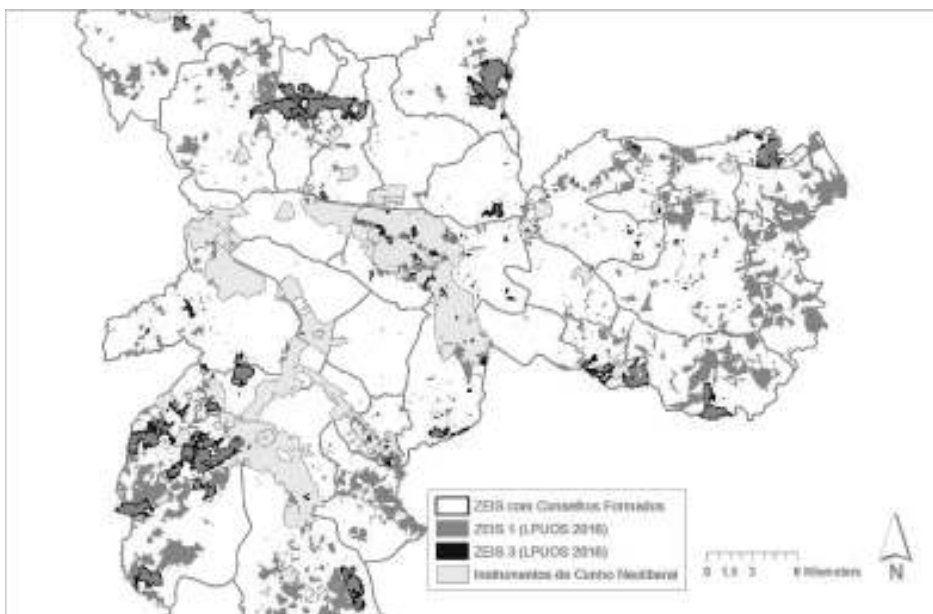 ZEIS com Conselhos Formados
ZEIS 1 (LPUOS 2016)
ZEIS 3 (LPUOS 2016)
Instrumentos de Cunho Neoliberal
0 1,5 3 6 Kilometers
N